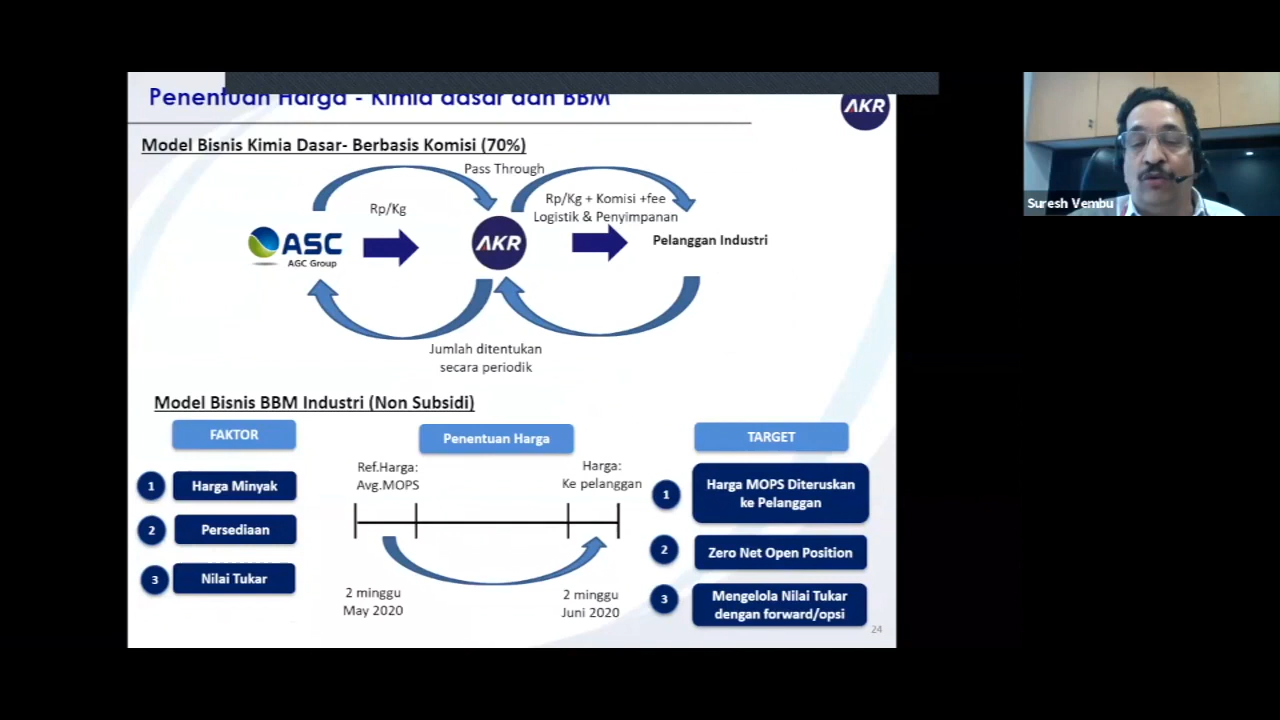 Penentuan Harga - Kimia dasar dan BBM
AKR
Model Bisnis Kimia Dasar- Berbasis Komisi (70%)
Pass Through
Rp/Kg
Rp/Kg + Komisi +fee
Logistik & Penyimpanan
ASC
AGC Group
AKR
Pelanggan Industri
Jumlah ditentukan
secara periodik
Model Bisnis BBM Industri (Non Subsidi)
FAKTOR
1 Harga Minyak
2 Persediaan
3 Nilai Tukar
Penentuan Harga
Ref.Harga:
Avg.MOPS
Harga:
Ke pelanggan
2 minggu
May 2020
2 minggu
Juni 2020
TARGET
1 Harga MOPS Diteruskan
ke Pelanggan
2 Zero Net Open Position
3 Mengelola Nilai Tukar
dengan forward/opsi
24
Suresh Vembu